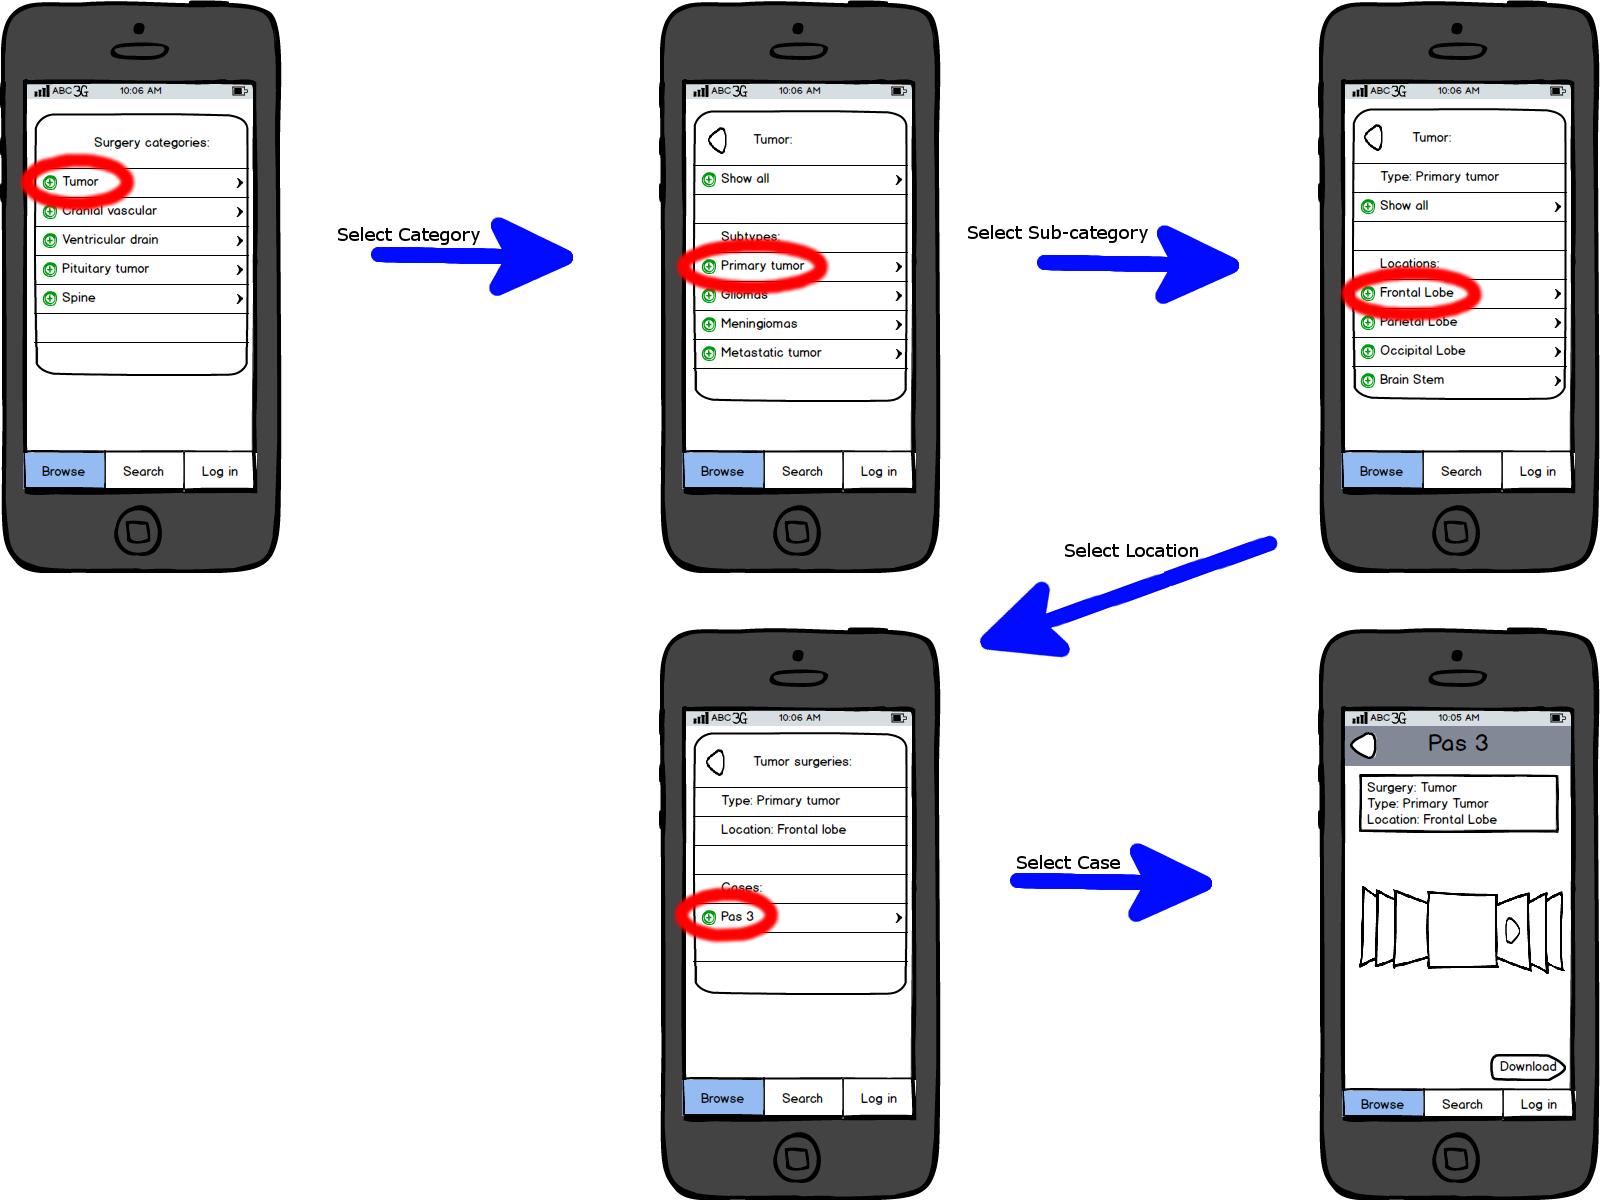 ABC 3G 10:06 AM
Surgery categories:
Tumor
Cranial vascular
Ventricular drain
Pituitary tumor
Spine
Browse Search Log in
Select Category
ABC 3G 10:06 AM
Tumor:
Show all
Subtypes:
Primary tumor
Gliomas
Meningiomas
Metastatic tumor
Browse Search Log in
Select Sub-category
ABC 3G 10:06 AM
Tumor:
Type: Primary tumor
Show all
Locations:
Frontal Lobe
Parietal Lobe
Occipital Lobe
Brain Stem
Browse Search Log in
Select Location
ABC 3G 10:06 AM
Tumor surgeries:
Type: Primary tumor
Location: Frontal lobe
Cases:
Pas 3
Browse Search Log in
Select Case
ABC 3G 10:05 AM
Pas 3
Surgery: Tumor
Type: Primary Tumor
Location: Frontal Lobe
Download
Browse Search Log in